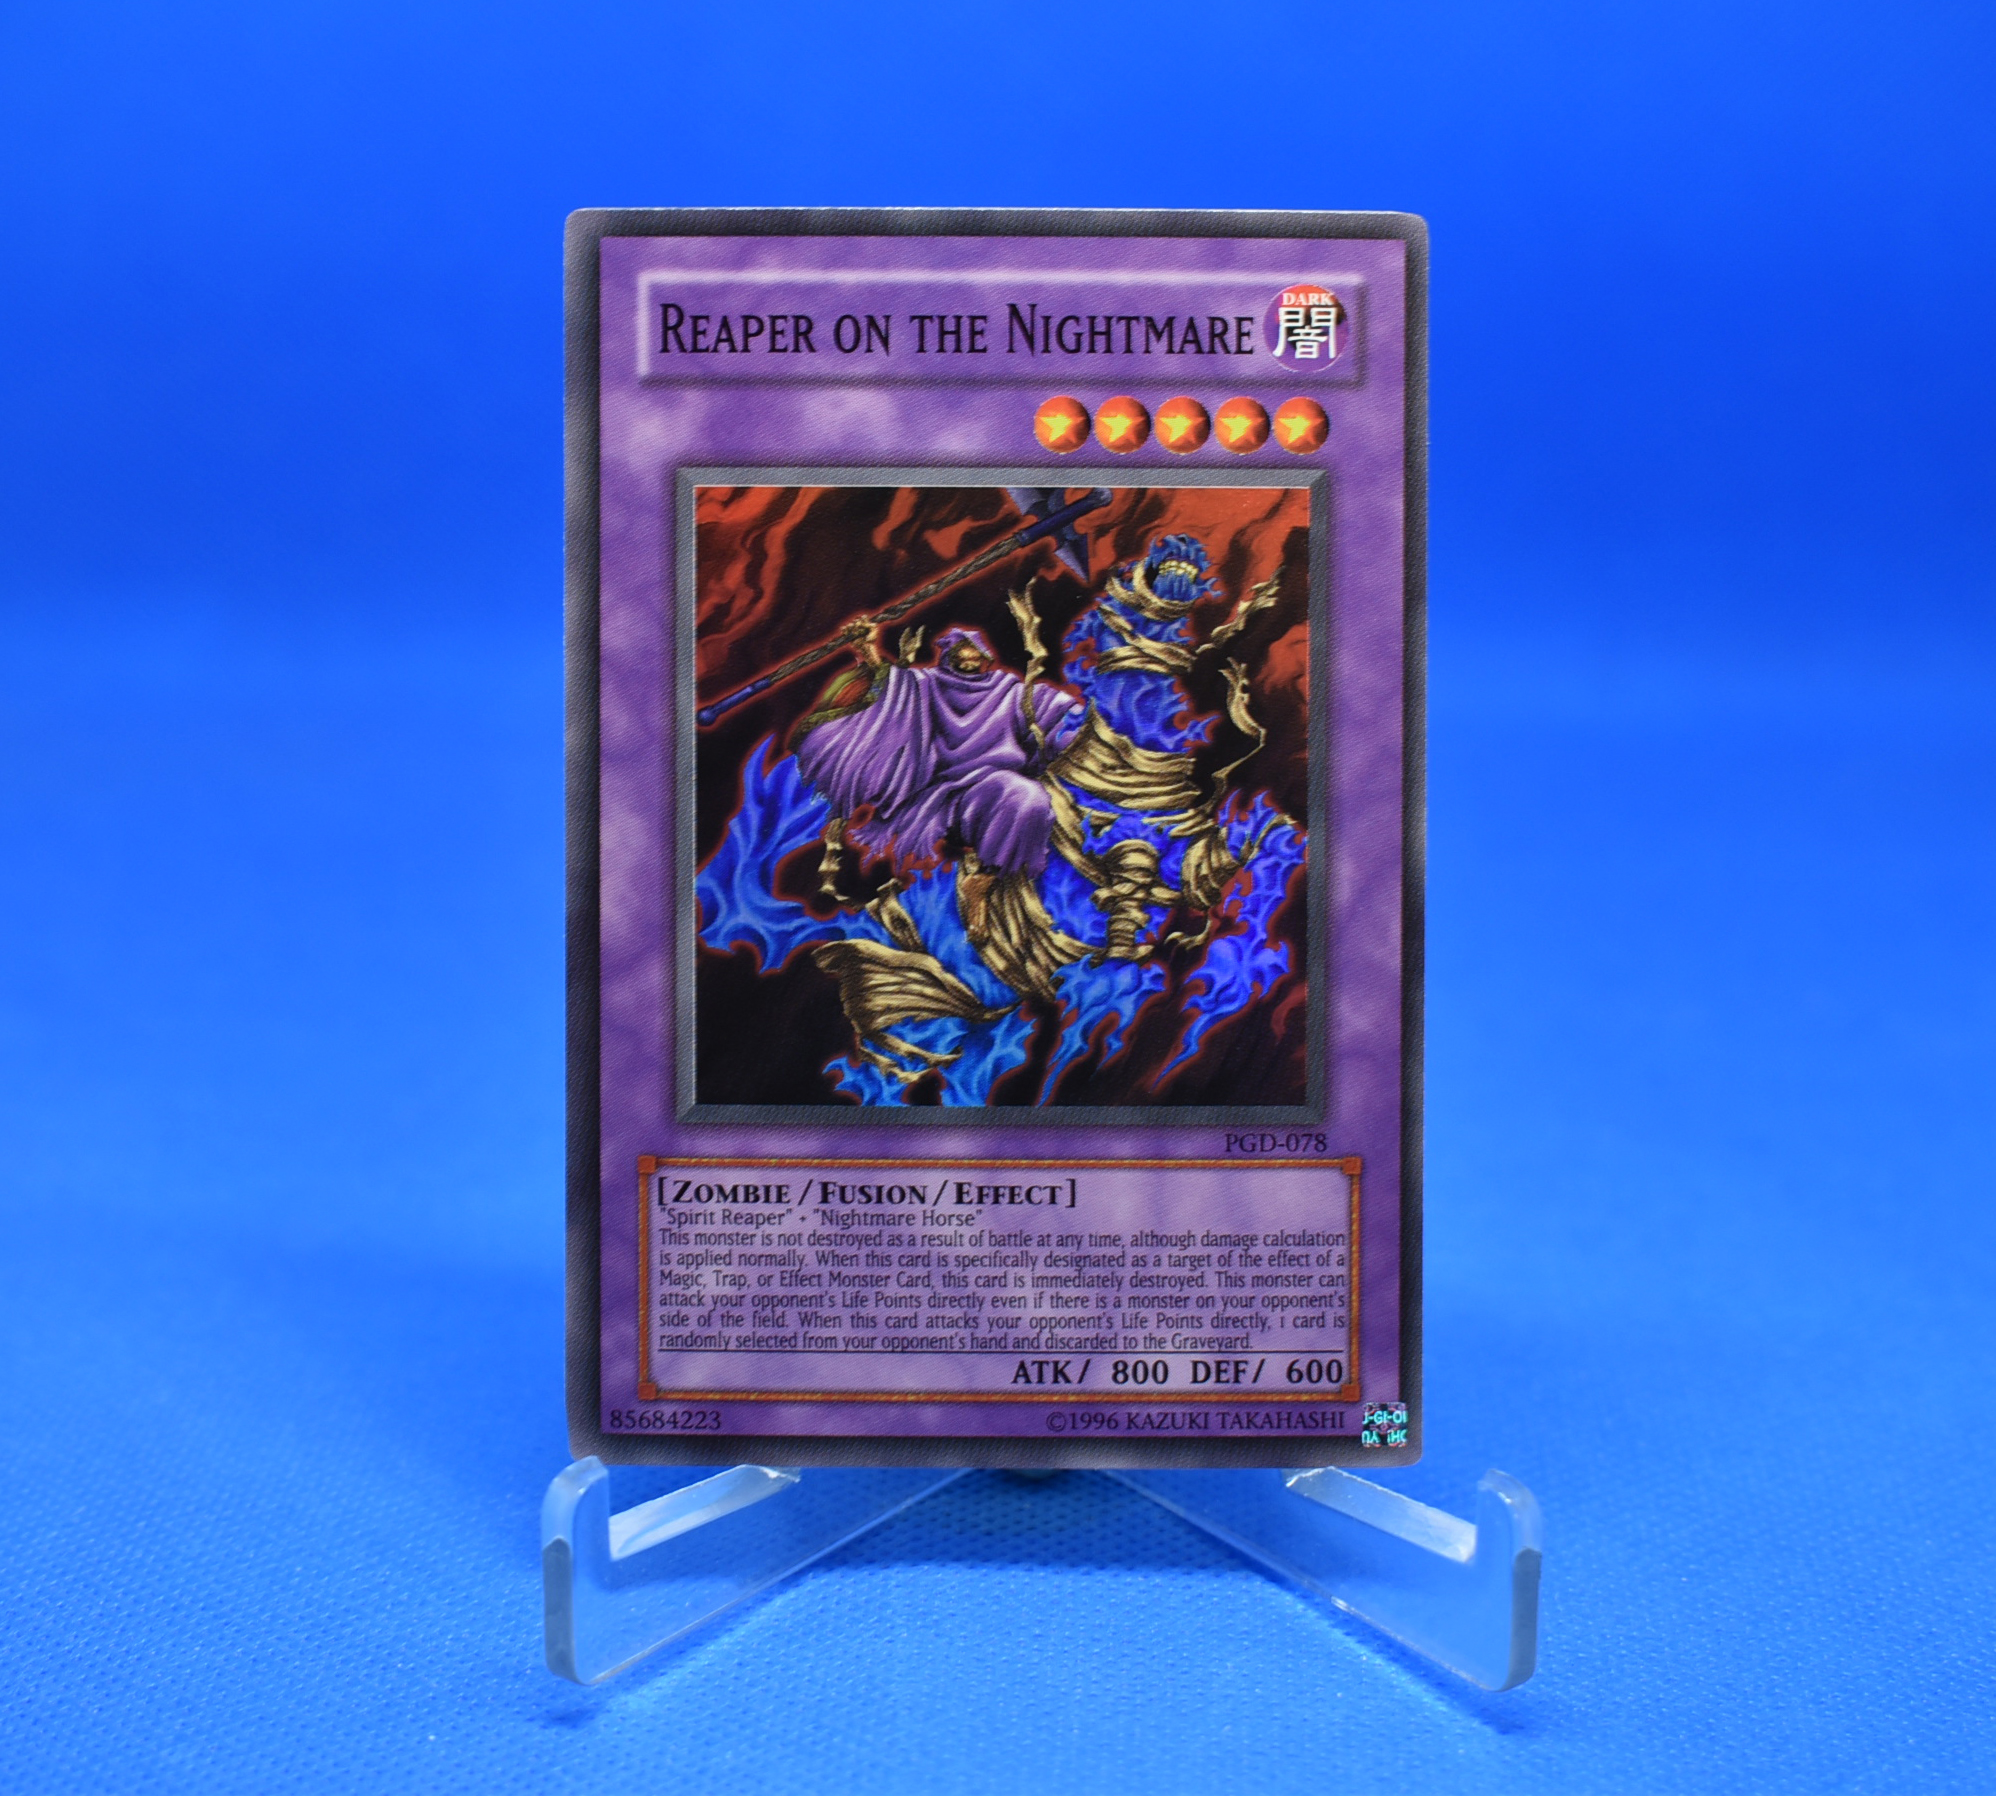 REAPER ON THE NIGHTMARE
DARK
闇
PGD-078
[ZOMBIE/FUSION/EFFECT]
"Spirit Reaper" + "Nightmare Horse"
This monster is not destroyed as a result of battle at any time, although damage calculation
is applied normally. When this card is specifically designated as a target of the effect of a
Magic, Trap, or Effect Monster Card, this card is immediately destroyed. This monster can
attack your opponent's Life Points directly even if there is a monster on your opponent's
side of the field. When this card attacks your opponent's Life Points directly, 1 card is
randomly selected from your opponent's hand and discarded to the Graveyard.
ATK/ 800 DEF/ 600
85684223
©1996 KAZUKI TAKAHASHI